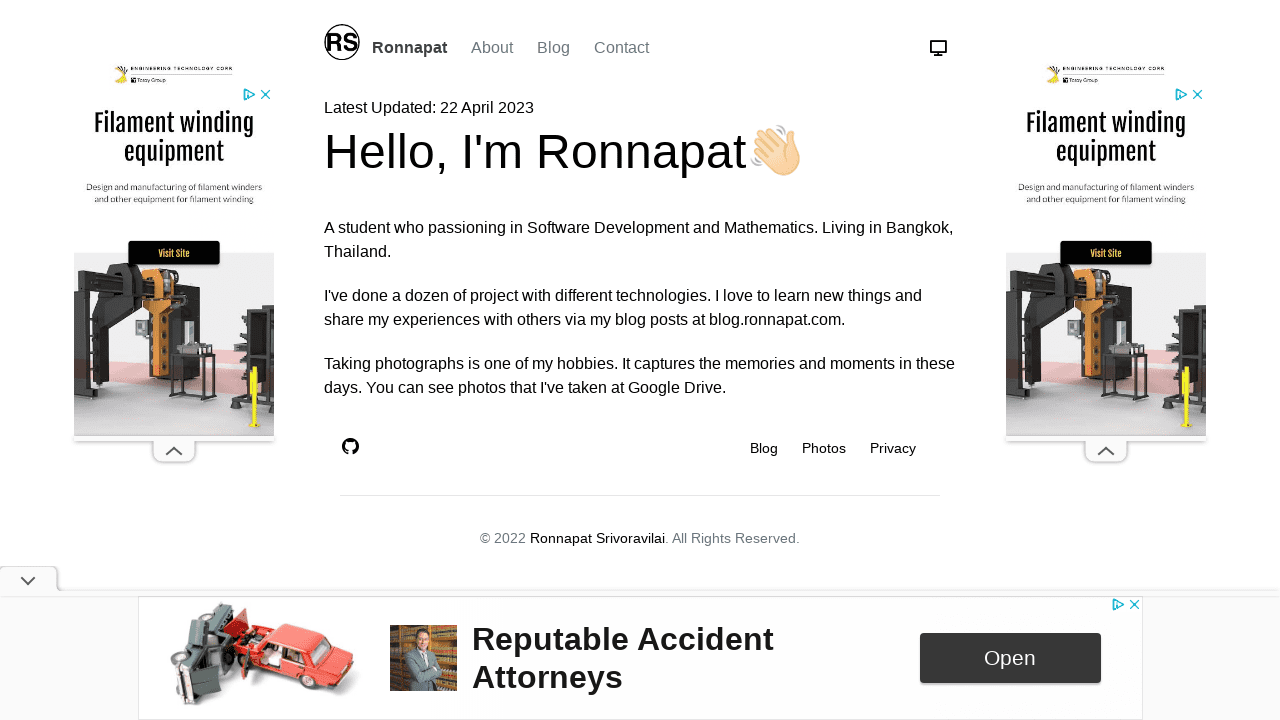 RS Ronnapat About Blog Contact
Latest Updated: 22 April 2023
Hello, I'm Ronnapat👋
A student who passioning in Software Development and Mathematics. Living in Bangkok,
Thailand.
I've done a dozen of project with different technologies. I love to learn new things and
share my experiences with others via my blog posts at blog.ronnapat.com.
Taking photographs is one of my hobbies. It captures the memories and moments in these
days. You can see photos that I've taken at Google Drive.
Blog Photos Privacy
© 2022 Ronnapat Srivoravilai. All Rights Reserved.
ENGINEERING TECHNOLOGY CORP.
Toray Group
Filament winding
equipment
Design and manufacturing of filament winders
and other equipment for filament winding
Visit Site
ENGINEERING TECHNOLOGY CORP.
Toray Group
Filament winding
equipment
Design and manufacturing of filament winders
and other equipment for filament winding
Visit Site
Reputable Accident
Attorneys
Open